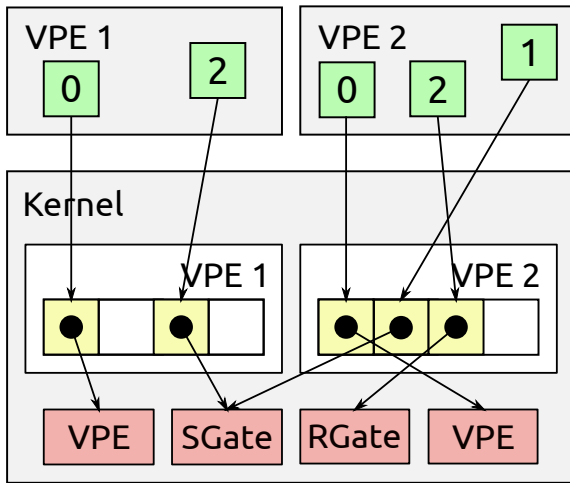 VPE 1
VPE 2
0
2
0
2
1
Kernel
VPE 1
VPE 2
VPE
SGate
RGate
VPE